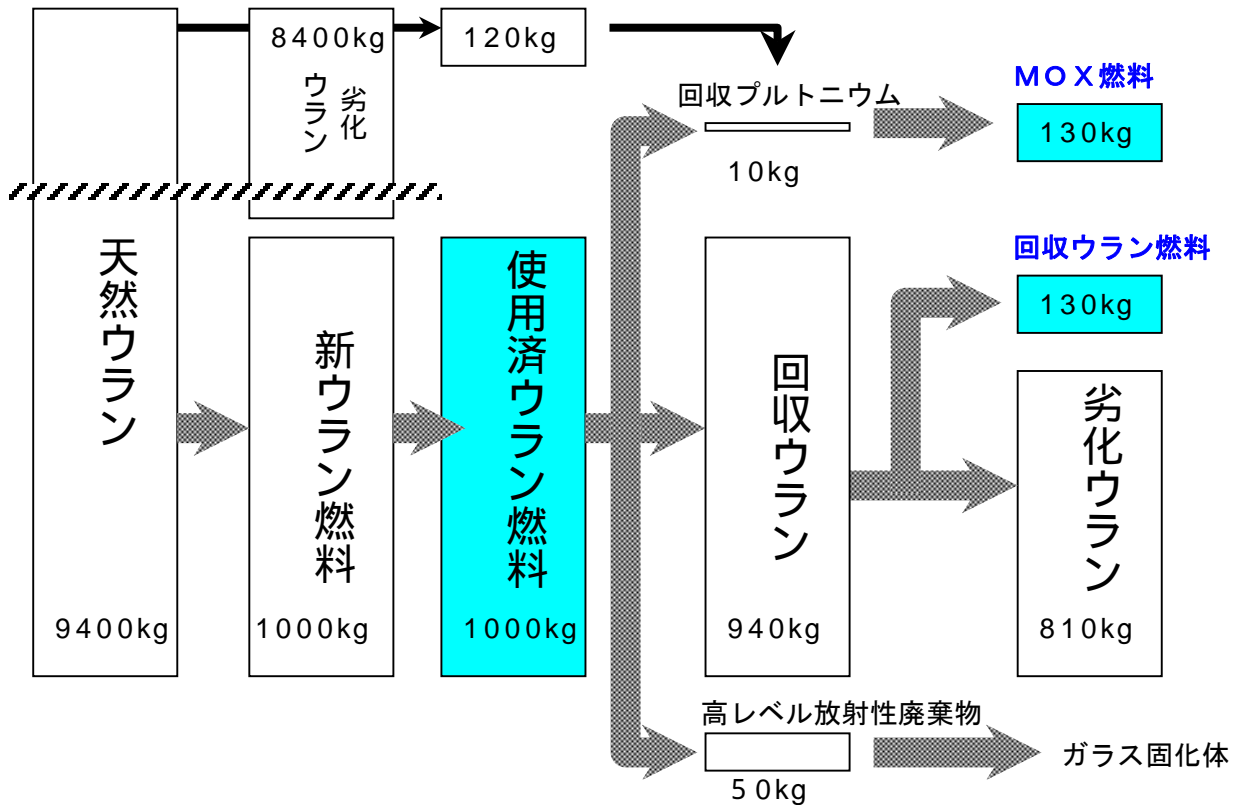 8400kg
劣化
ウラン
120kg
回収プルトニウム
10kg
MOX燃料
130kg
天然ウラン
9400kg
新ウラン燃料
1000kg
使用済ウラン燃料
1000kg
回収ウラン
940kg
回収ウラン燃料
130kg
劣化ウラン
810kg
高レベル放射性廃棄物
50kg
ガラス固化体